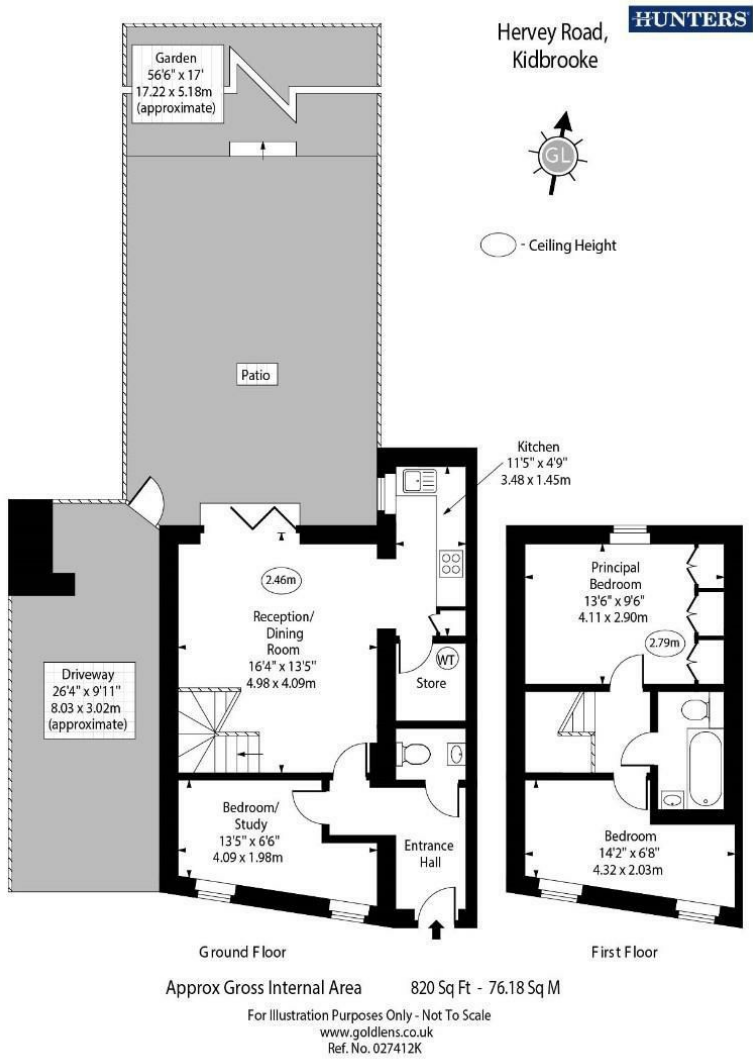 HUNTERS
Hervey Road,
Kidbrooke
GL
- Ceiling Height
Garden
56'6" x 17'
17.22 x 5.18m
(approximate)
Patio
Kitchen
11'5" x 4'9"
3.48 x 1.45m
2.46m
Reception/
Dining
Room
16'4" x 13'5"
4.98 x 4.09m
WT
Store
Driveway
26'4" x 9'11"
8.03 x 3.02m
(approximate)
Bedroom/
Study
13'5" x 6'6"
4.09 x 1.98m
Entrance
Hall
Ground Floor
Principal
Bedroom
13'6" x 9'6"
4.11 x 2.90m
2.79m
Bedroom
14'2" x 6'8"
4.32 x 2.03m
First Floor
Approx Gross Internal Area 820 Sq Ft - 76.18 Sq M
For Illustration Purposes Only - Not To Scale
www.goldlens.co.uk
Ref. No. 027412K